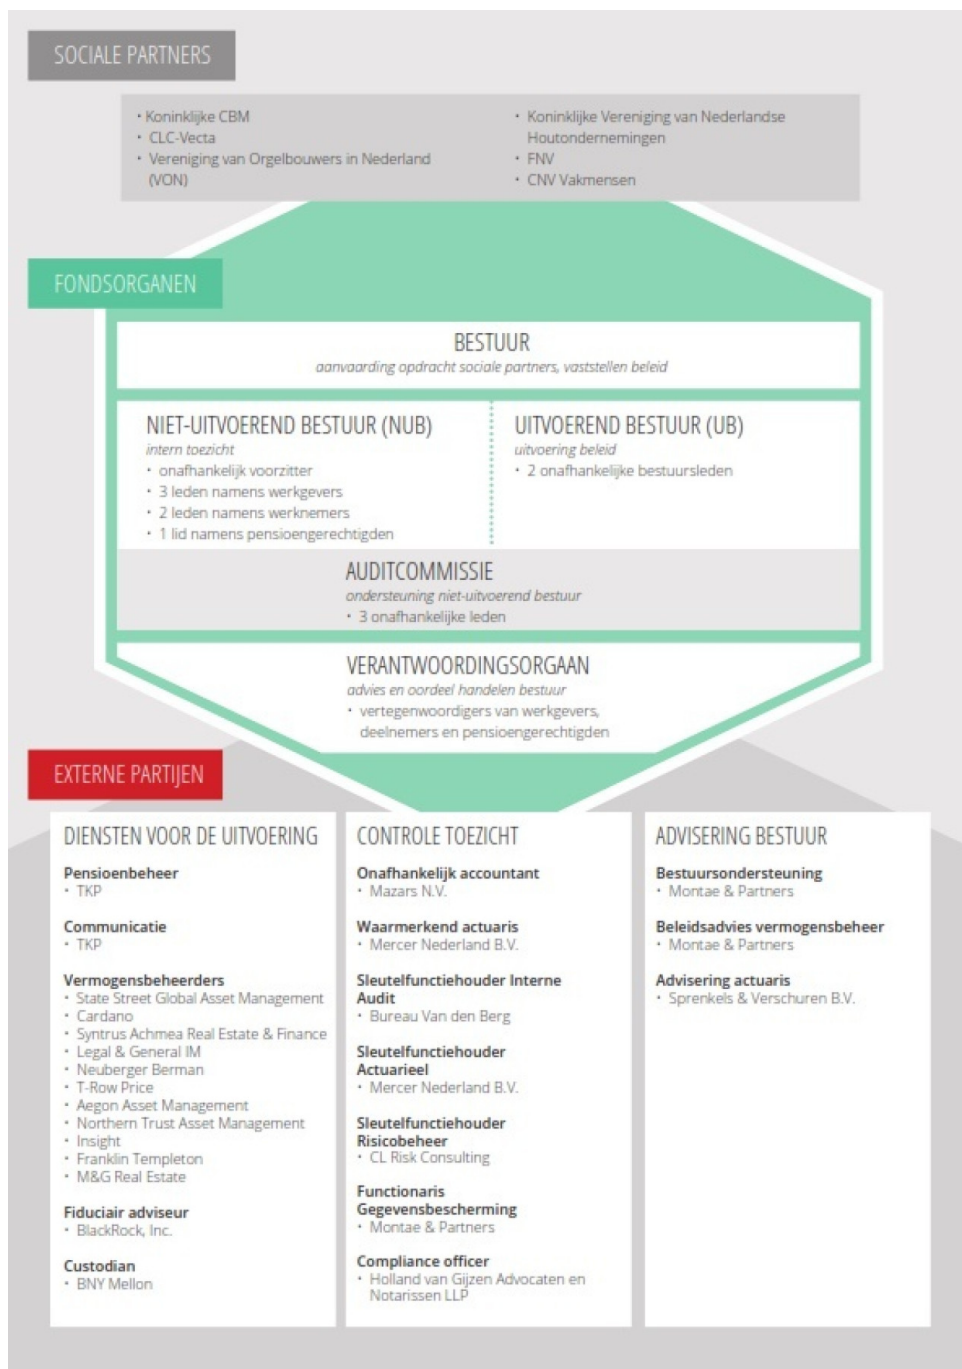 SOCIALE PARTNERS
• Koninklijke CBM
• CLC-Vecta
• Vereniging van Orgelbouwers in Nederland
(VON)
• Koninklijke Vereniging van Nederlandse
Houtondernemingen
• FNV
• CNV Vakmensen
FONDSORGANEN
BESTUUR
aanvaarding opdracht sociale partners, vaststellen beleid
NIET-UITVOEREND BESTUUR (NUB)
intern toezicht
• onafhankelijk voorzitter
• 3 leden namens werkgevers
• 2 leden namens werknemers
• 1 lid namens pensioengerechtigden
UITVOEREND BESTUUR (UB)
uitvoering beleid
• 2 onafhankelijke bestuursleden
AUDITCOMMISSIE
ondersteuning niet-uitvoerend bestuur
• 3 onafhankelijke leden
VERANTWOORDINGSORGAAN
advies en oordeel handelen bestuur
• vertegenwoordigers van werkgevers,
deelnemers en pensioengerechtigden
EXTERNE PARTIJEN
DIENSTEN VOOR DE UITVOERING
Pensioenbeheer
• TKP
Communicatie
• TKP
Vermogensbeheerders
• State Street Global Asset Management
• Cardano
• Syntrus Achmea Real Estate & Finance
• Legal & General IM
• Neuberger Berman
• T-Row Price
• Aegon Asset Management
• Northern Trust Asset Management
• Insight
• Franklin Templeton
• M&G Real Estate
Fiduciair adviseur
• BlackRock, Inc.
Custodian
• BNY Mellon
CONTROLE TOEZICHT
Onafhankelijk accountant
• Mazars N.V.
Waarmerkend actuaris
• Mercer Nederland B.V.
Sleutelfunctiehouder Interne
Audit
• Bureau Van den Berg
Sleutelfunctiehouder
Actuarieel
• Mercer Nederland B.V.
Sleutelfunctiehouder
Risicobeheer
• CL Risk Consulting
Functionaris
Gegevensbescherming
• Montae & Partners
Compliance officer
• Holland van Gijzen Advocaten en
Notarissen LLP
ADVISERING BESTUUR
Bestuursondersteuning
• Montae & Partners
Beleidsadvies vermogensbeheer
• Montae & Partners
Advisering actuaris
• Sprenkels & Verschuren B.V.